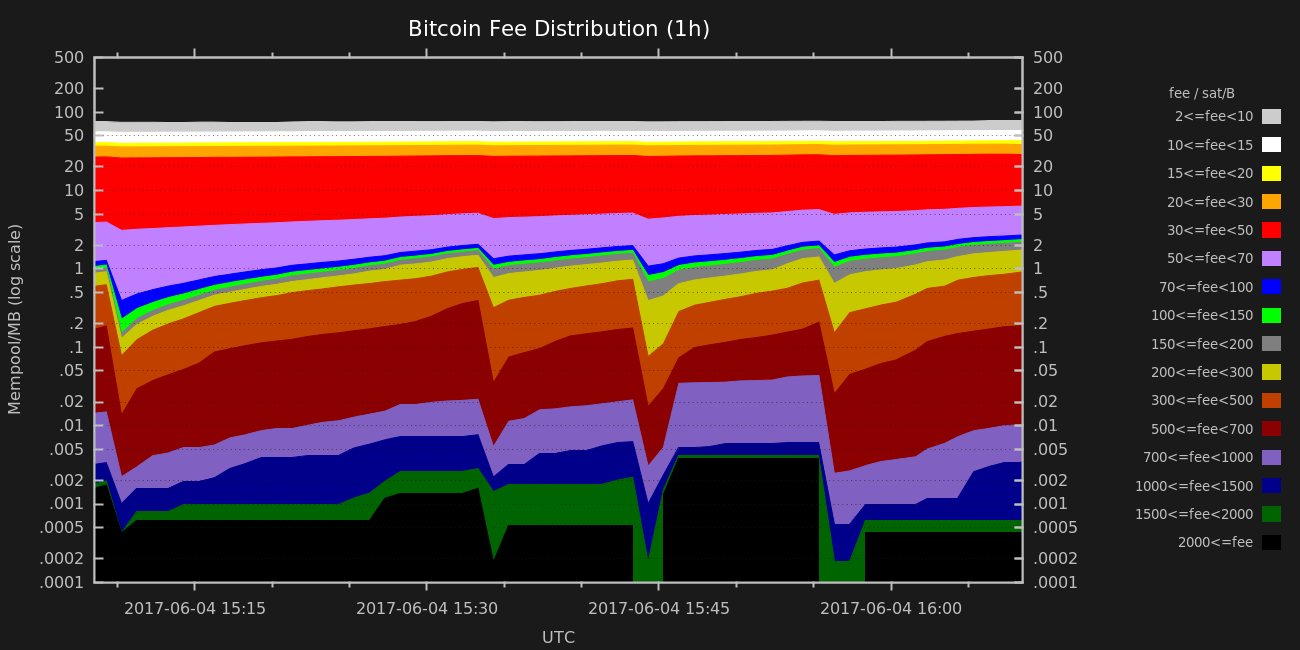 Bitcoin Fee Distribution (1h)
500 500
200 200
100 100
50 50
20 20
10 10
5 5
2 2
1 1
.5 .5
.2 .2
.1 .1
.05 .05
.02 .02
.01 .01
.005 .005
.002 .002
.001 .001
.0005 .0005
.0002 .0002
.0001 .0001
Mempool/MB (log scale)
2017-06-04 15:15 2017-06-04 15:30 2017-06-04 15:45 2017-06-04 16:00
UTC
fee / sat/B
2<=fee<10
10<=fee<15
15<=fee<20
20<=fee<30
30<=fee<50
50<=fee<70
70<=fee<100
100<=fee<150
150<=fee<200
200<=fee<300
300<=fee<500
500<=fee<700
700<=fee<1000
1000<=fee<1500
1500<=fee<2000
2000<=fee